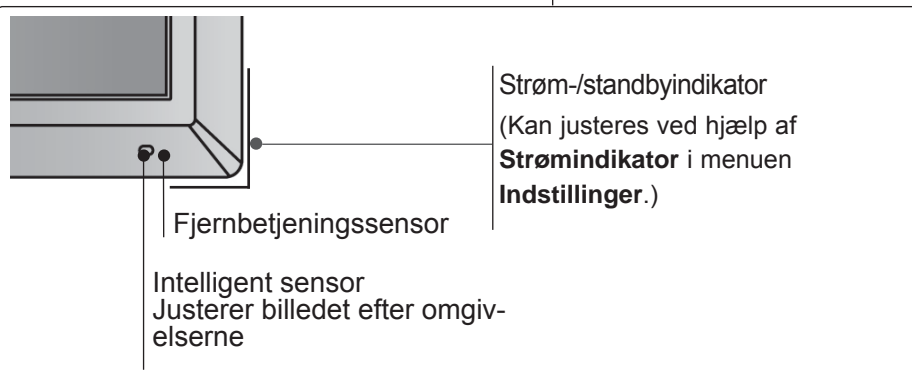 Strøm-/standbyindikator
(Kan justeres ved hjælp af
Strømindikator i menuen
Indstillinger.)
Fjernbetjeningssensor
Intelligent sensor
Justerer billedet efter omgiv-
elserne